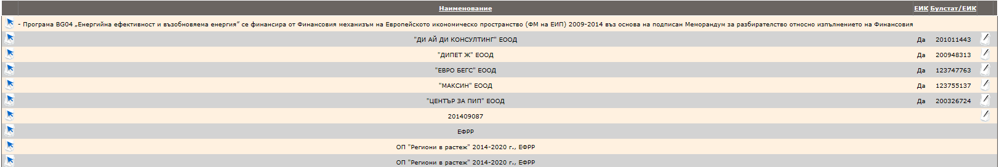 Наименование ЕИК Булстат/ЕИК
- Програма BG04 „Енергийна ефективност и възобновяема енергия” се финансира от Финансовия механизъм на Европейското икономическо пространство (ФМ на ЕИП) 2009-2014 въз основа на подписан Меморандум за разбирателство относно изпълнението на Финансовия
"ДИ АЙ ДИ КОНСУЛТИНГ" ЕООД Да 201011443
"ДИПЕТ Ж" ЕООД Да 200948313
"ЕВРО БЕГС" ЕООД Да 123747763
"МАКСИН" ЕООД Да 123755137
"ЦЕНТЪР ЗА ПИП" ЕООД Да 200326724
201409087
ЕФРР
ОП "Региони в растеж" 2014-2020 г., ЕФРР
ОП "Региони в растеж" 2014-2020 г., ЕФРР